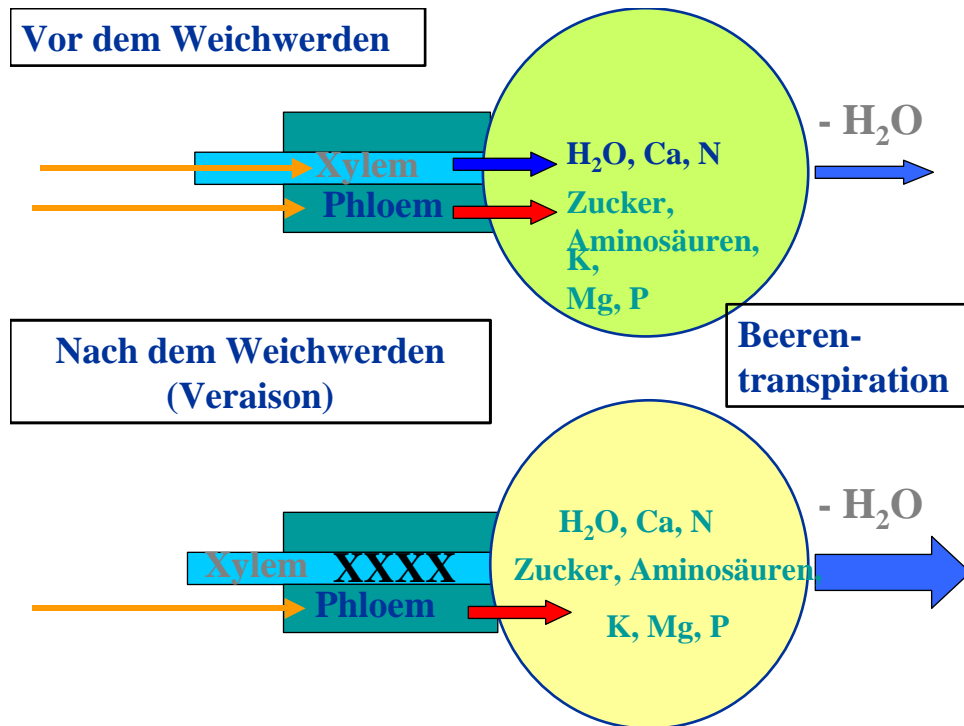 Vor dem Weichwerden
- H₂O
Xylem
H₂O, Ca, N
Phloem
Zucker,
Aminosäuren,
K,
Mg, P
Nach dem Weichwerden
(Veraison)
Beeren-
transpiration
- H₂O
H₂O, Ca, N
Xylem XXXX
Zucker, Aminosäuren,
Phloem
K, Mg, P